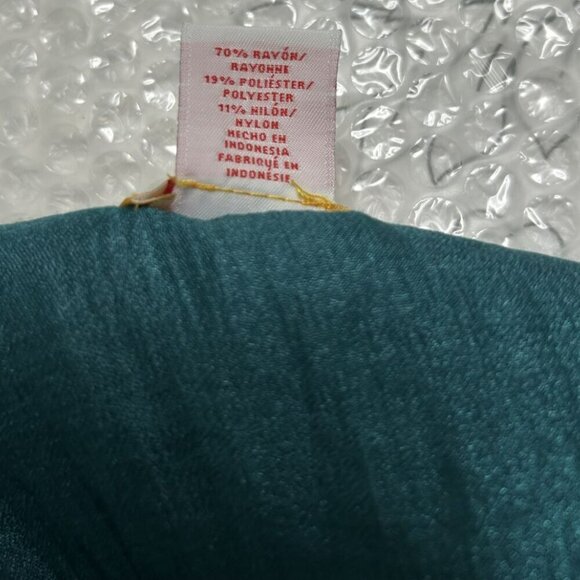 70% RAYÓN/
RAYONNE
19% POLIÉSTER/
POLYESTER
11% NILÓN/
NYLON
HECHO EN
INDONESIA
FABRIQUÉ EN
INDONÉSIE